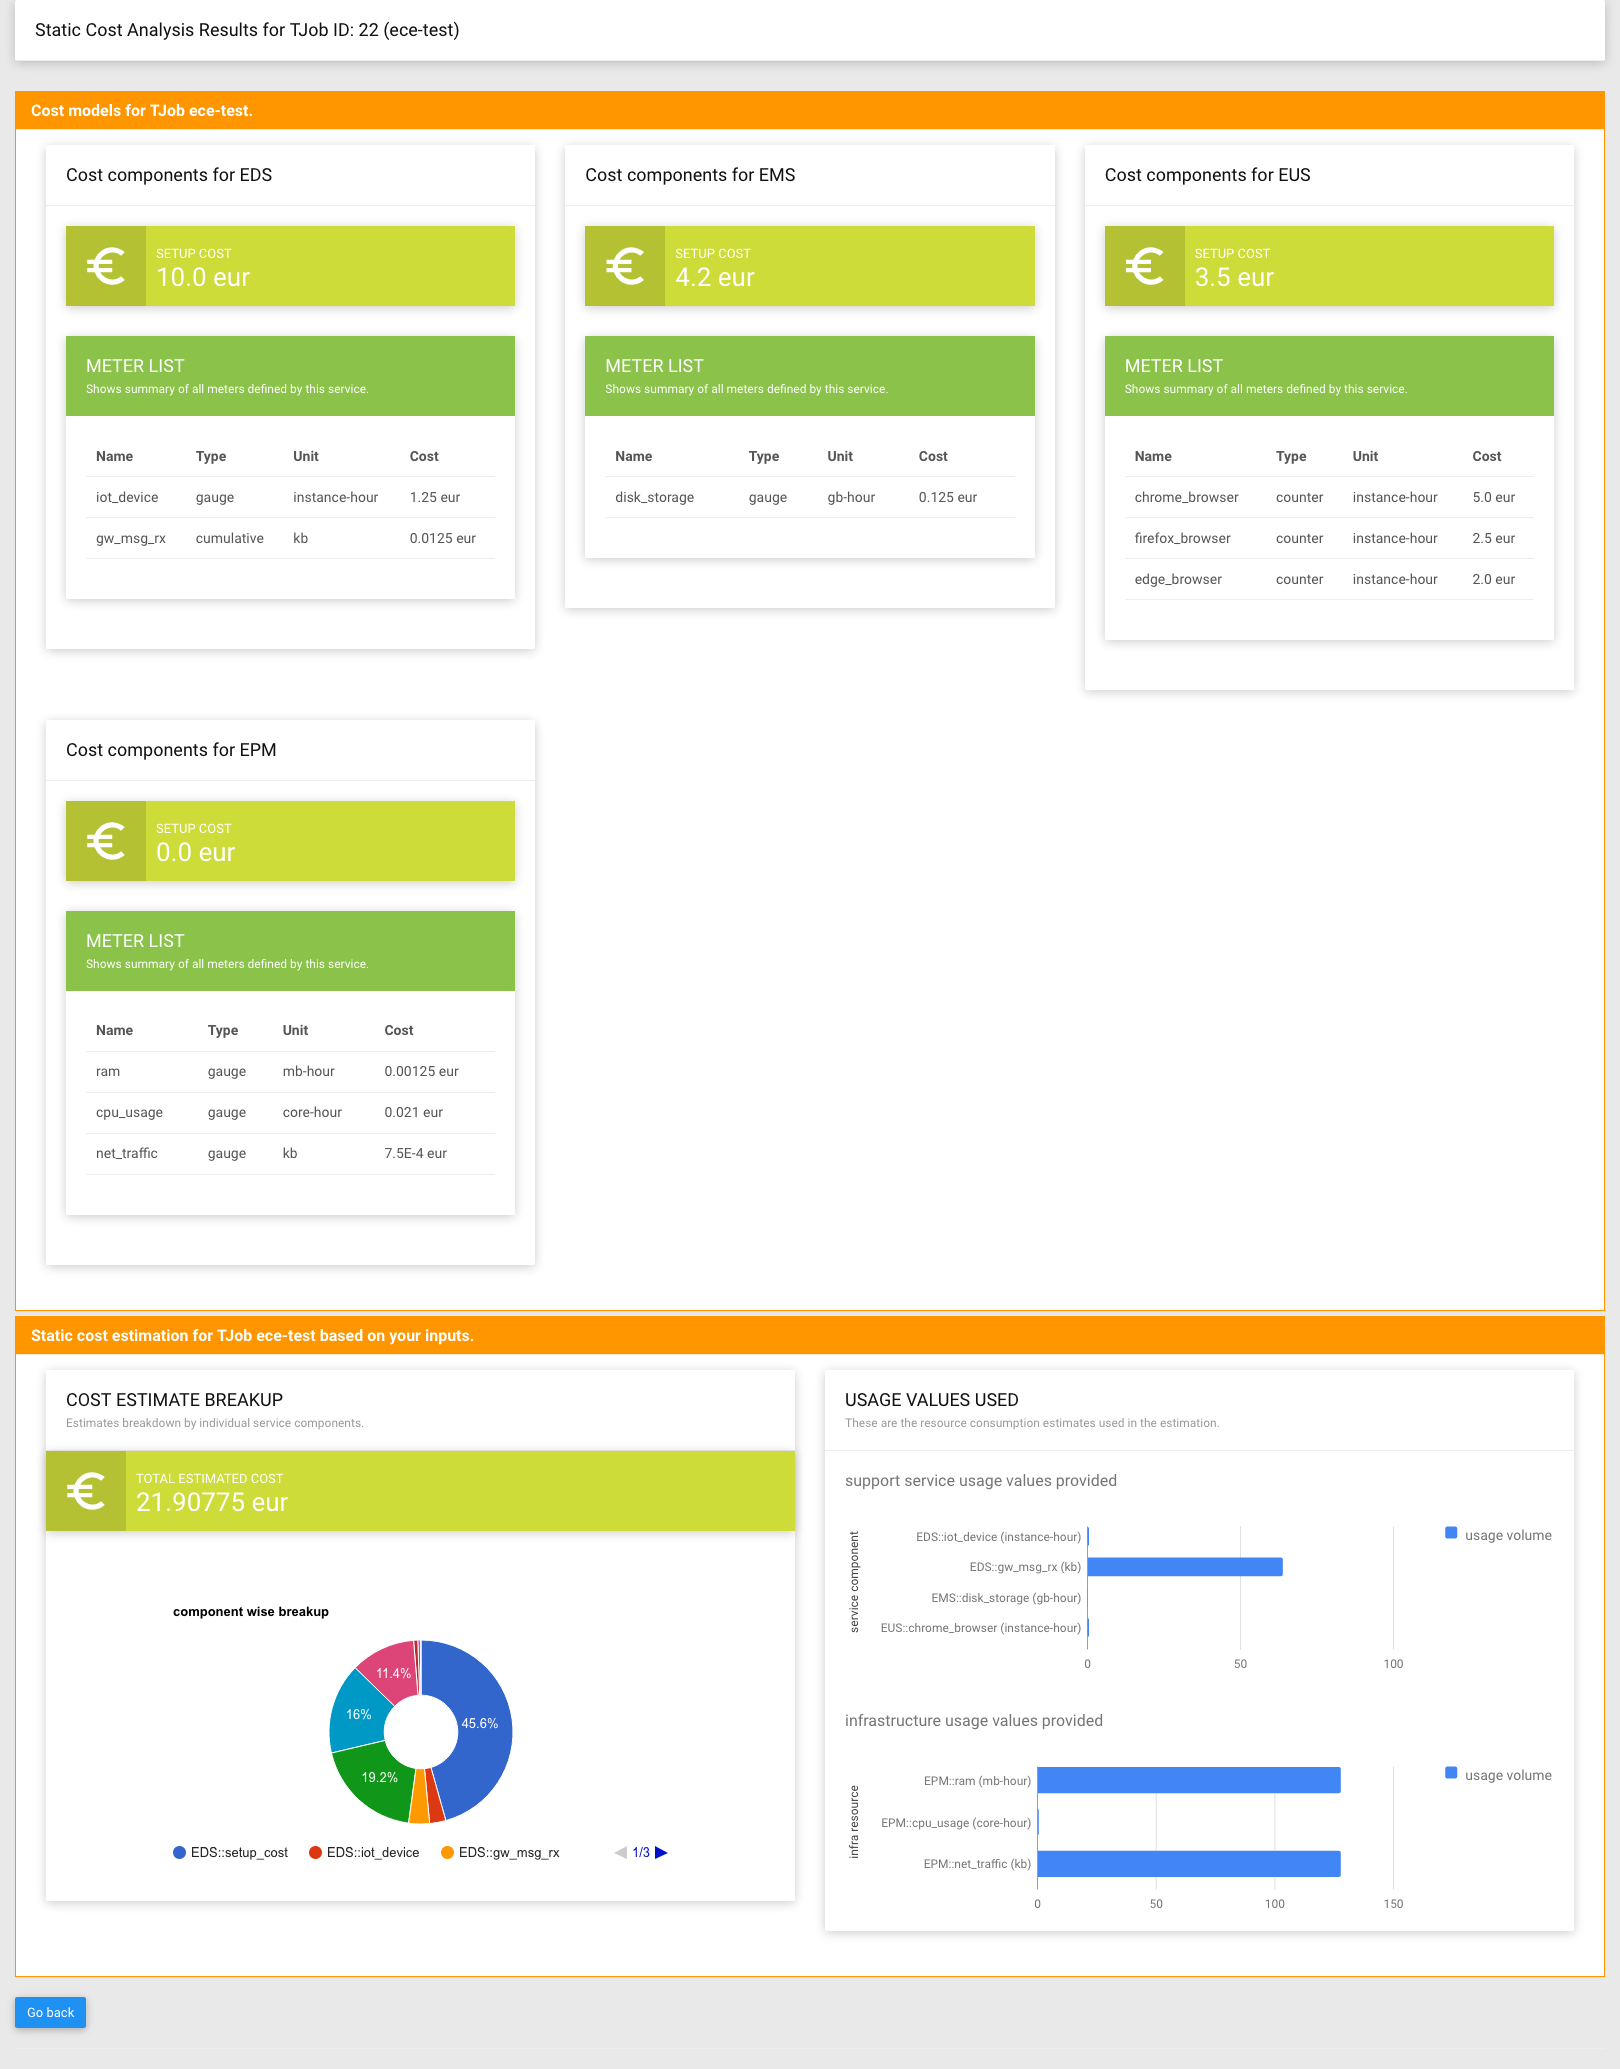 Static Cost Analysis Results for TJob ID: 22 (ece-test)
Cost models for TJob ece-test.
Cost components for EDS
SETUP COST
10.0 eur
METER LIST
Shows summary of all meters defined by this service.
Name Type Unit Cost
iot_device gauge instance-hour 1.25 eur
gw_msg_rx cumulative kb 0.0125 eur
Cost components for EMS
SETUP COST
4.2 eur
METER LIST
Shows summary of all meters defined by this service.
Name Type Unit Cost
disk_storage gauge gb-hour 0.125 eur
Cost components for EUS
SETUP COST
3.5 eur
METER LIST
Shows summary of all meters defined by this service.
Name Type Unit Cost
chrome_browser counter instance-hour 5.0 eur
firefox_browser counter instance-hour 2.5 eur
edge_browser counter instance-hour 2.0 eur
Cost components for EPM
SETUP COST
0.0 eur
METER LIST
Shows summary of all meters defined by this service.
Name Type Unit Cost
ram gauge mb-hour 0.00125 eur
cpu_usage gauge core-hour 0.021 eur
net_traffic gauge kb 7.5E-4 eur
Static cost estimation for TJob ece-test based on your inputs.
COST ESTIMATE BREAKUP
Estimates breakdown by individual service components.
TOTAL ESTIMATED COST
21.90775 eur
component wise breakup
11.4%
16%
45.6%
19.2%
EDS::setup_cost EDS::iot_device EDS::gw_msg_rx 1/3
USAGE VALUES USED
These are the resource consumption estimates used in the estimation.
support service usage values provided
service component
EDS::iot_device (instance-hour)
EDS::gw_msg_rx (kb)
EMS::disk_storage (gb-hour)
EUS::chrome_browser (instance-hour)
0 50 100
usage volume
infrastructure usage values provided
infra resource
EPM::ram (mb-hour)
EPM::cpu_usage (core-hour)
EPM::net_traffic (kb)
0 50 100 150
usage volume
Go back